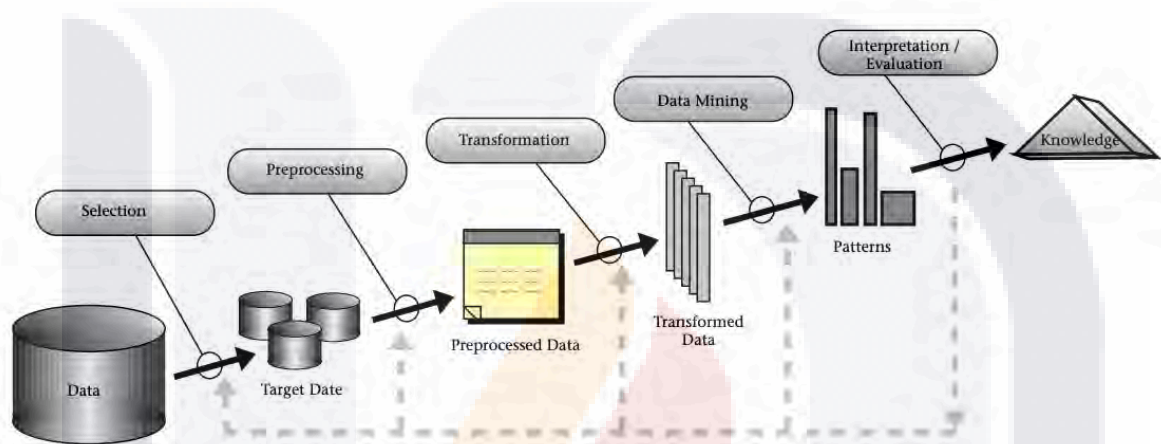 Interpretation /
Evaluation
Data Mining
Knowledge
Transformation
Preprocessing
Selection
Patterns
Transformed
Data
Preprocessed Data
Target Date
Data